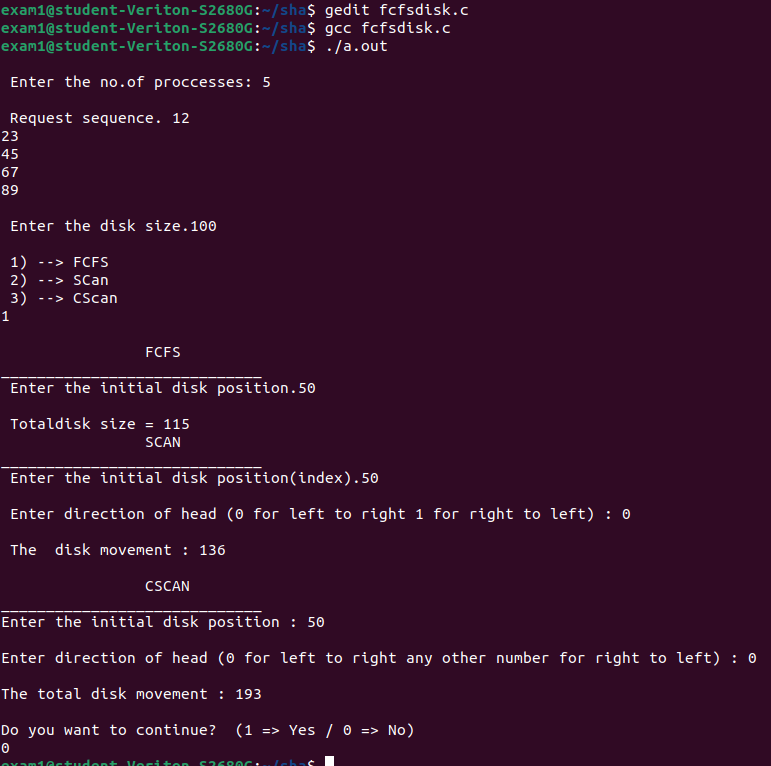 exam1@student-Veriton-S2680G:~/sha$ gedit fcfsdisk.c
exam1@student-Veriton-S2680G:~/sha$ gcc fcfsdisk.c
exam1@student-Veriton-S2680G:~/sha$ ./a.out
Enter the no.of proccesses: 5
Request sequence. 12
23
45
67
89
Enter the disk size.100
1) --> FCFS
2) --> SCan
3) --> CScan
1
FCFS
_____________________________
Enter the initial disk position.50
Totaldisk size = 115
SCAN
_____________________________
Enter the initial disk position(index).50
Enter direction of head (0 for left to right 1 for right to left) : 0
The  disk movement : 136
CSCAN
_____________________________
Enter the initial disk position : 50
Enter direction of head (0 for left to right any other number for right to left) : 0
The total disk movement : 193
Do you want to continue?  (1 => Yes / 0 => No)
0
exam1@student-Veriton-S2680G:~/sha$